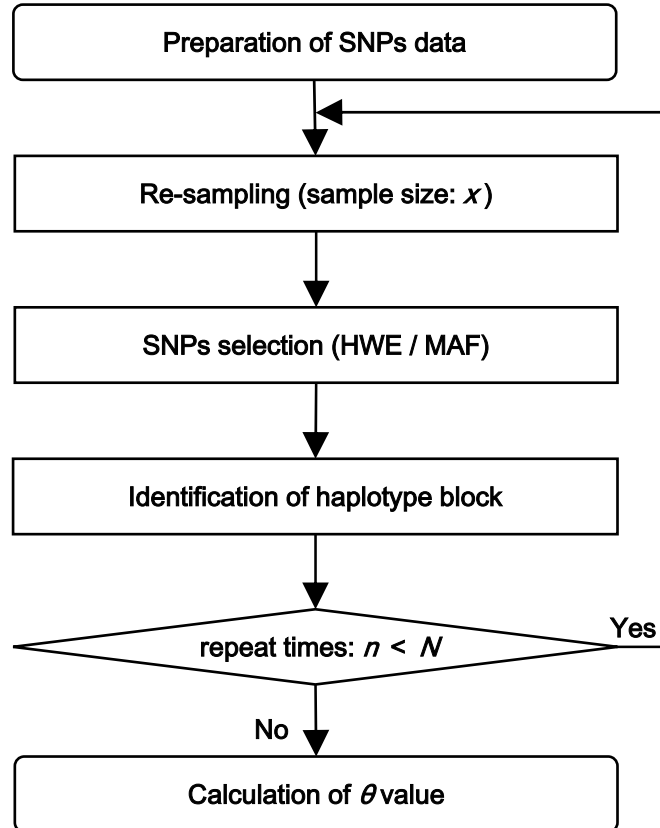 Preparation of SNPs data
Re-sampling (sample size: x)
SNPs selection (HWE / MAF)
Identification of haplotype block
repeat times: n < N
Yes
No
Calculation of θ value